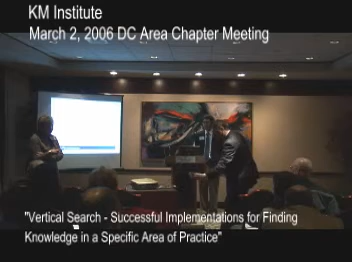 KM Institute
March 2, 2006 DC Area Chapter Meeting
"Vertical Search - Successful Implementations for Finding
Knowledge in a Specific Area of Practice"